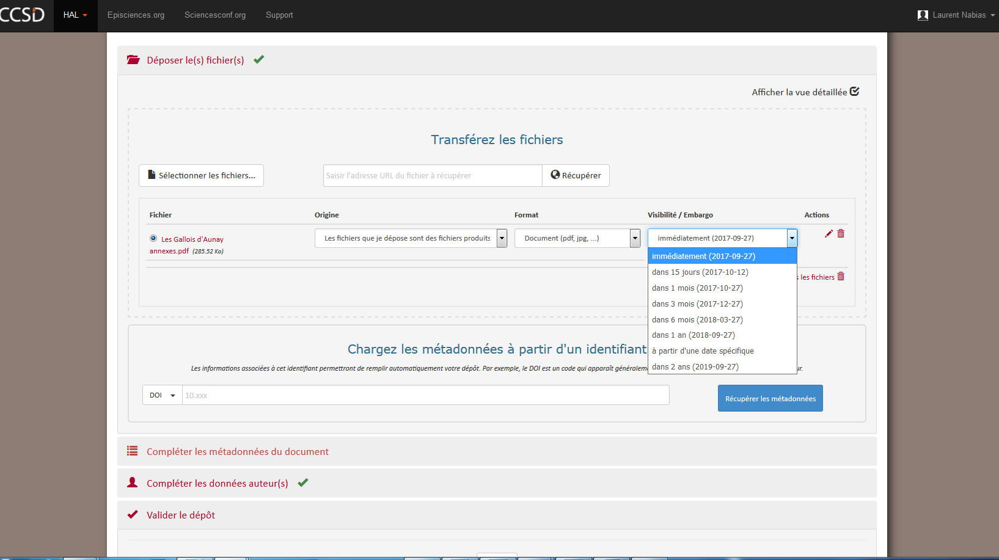 CCSD HAL Episciences.org Sciencesconf.org Support Laurent Nabias
Déposer le(s) fichier(s)
Afficher la vue détaillée
Transférez les fichiers
Sélectionner les fichiers... Saisir l'adresse URL du fichier à récupérer Récupérer
Fichier Origine Format Visibilité / Embargo Actions
Les Gallois d'Aunay Les fichiers que je dépose sont des fichiers produits Document (pdf, jpg, ...) immédiatement (2017-09-27)
annexes.pdf (285.52 Ko)
immédiatement (2017-09-27)
dans 15 jours (2017-10-12)
les fichiers
dans 1 mois (2017-10-27)
dans 3 mois (2017-12-27)
dans 6 mois (2018-03-27)
dans 1 an (2018-09-27)
à partir d'une date spécifique
dans 2 ans (2019-09-27)
Chargez les métadonnées à partir d'un identifiant
Les informations associées à cet identifiant permettront de remplir automatiquement votre dépôt. Par exemple, le DOI est un code qui apparaît
DOI 10.xxx Récupérer les métadonnées
Compléter les métadonnées du document
Compléter les données auteur(s)
Valider le dépôt